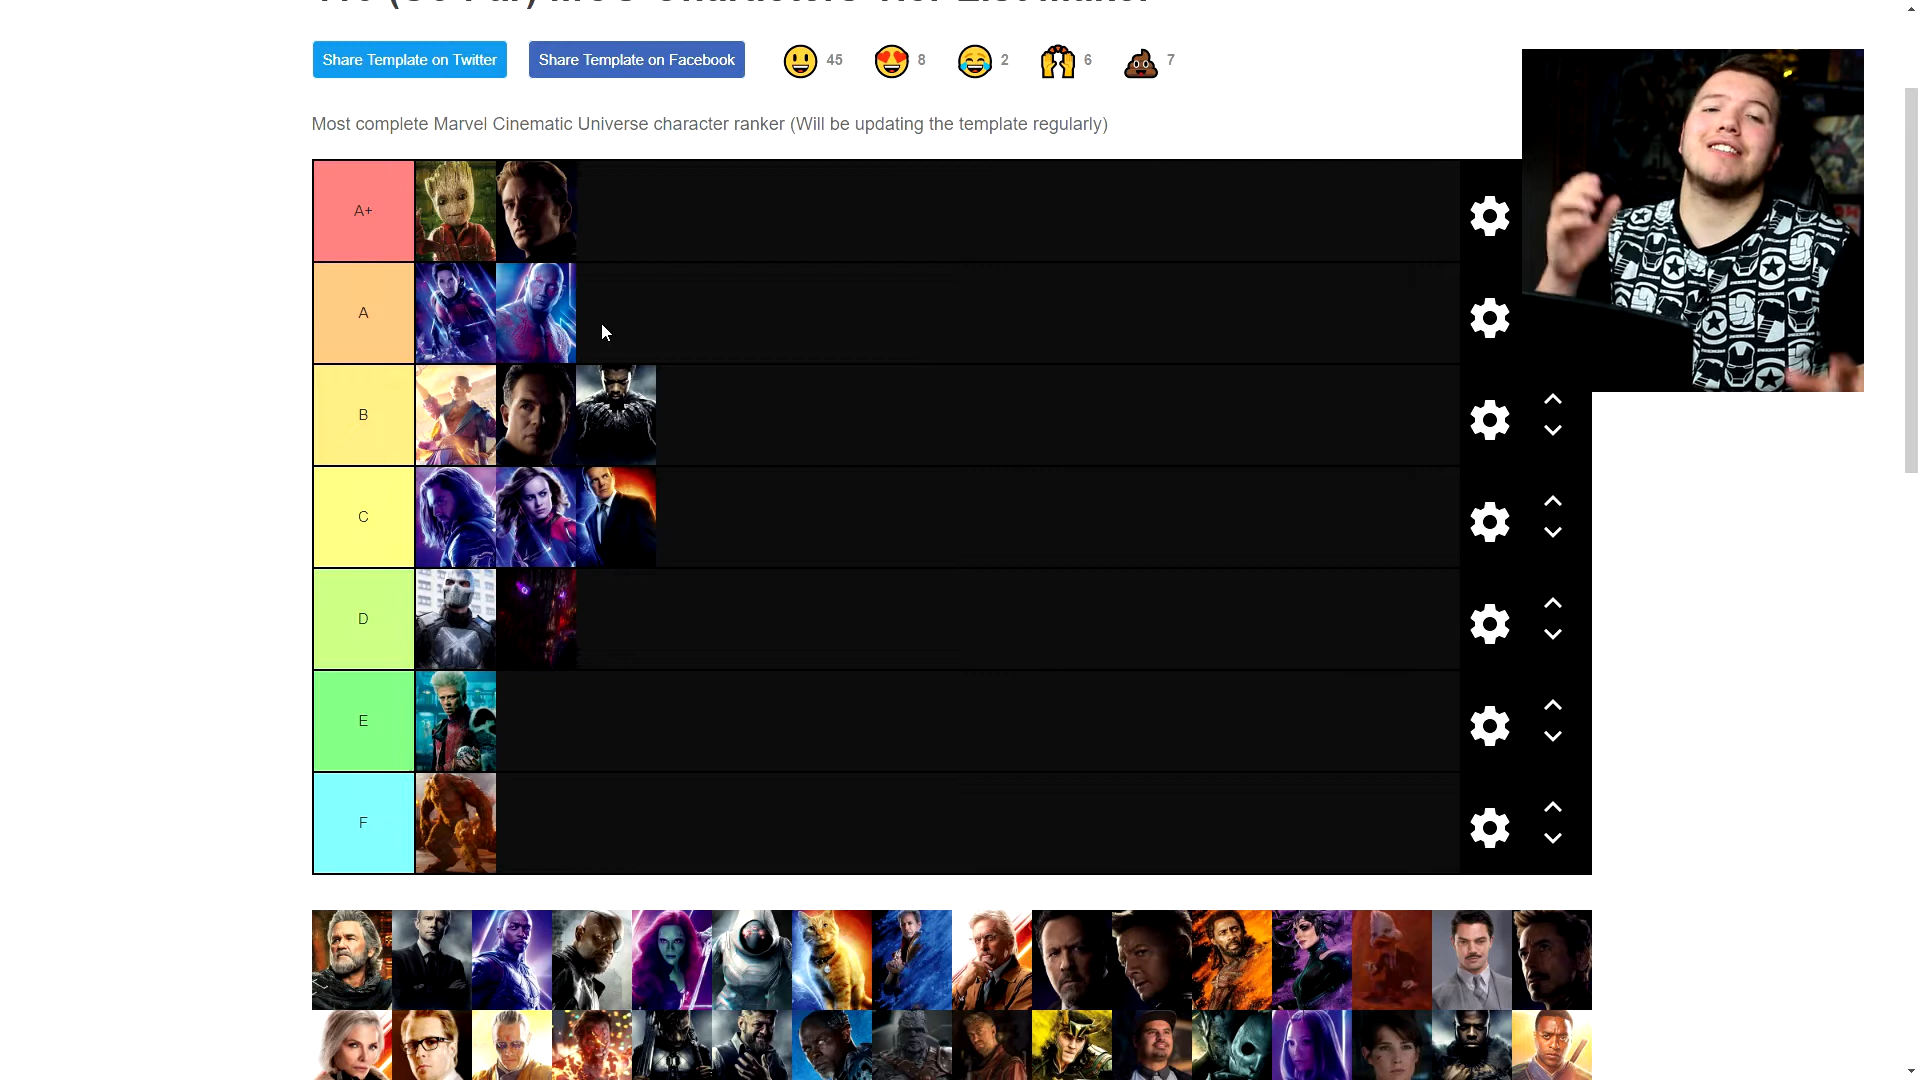 Share Template on Twitter
Share Template on Facebook
45
8
2
6
7
Most complete Marvel Cinematic Universe character ranker (Will be updating the template regularly)
A+
A
B
C
D
E
F